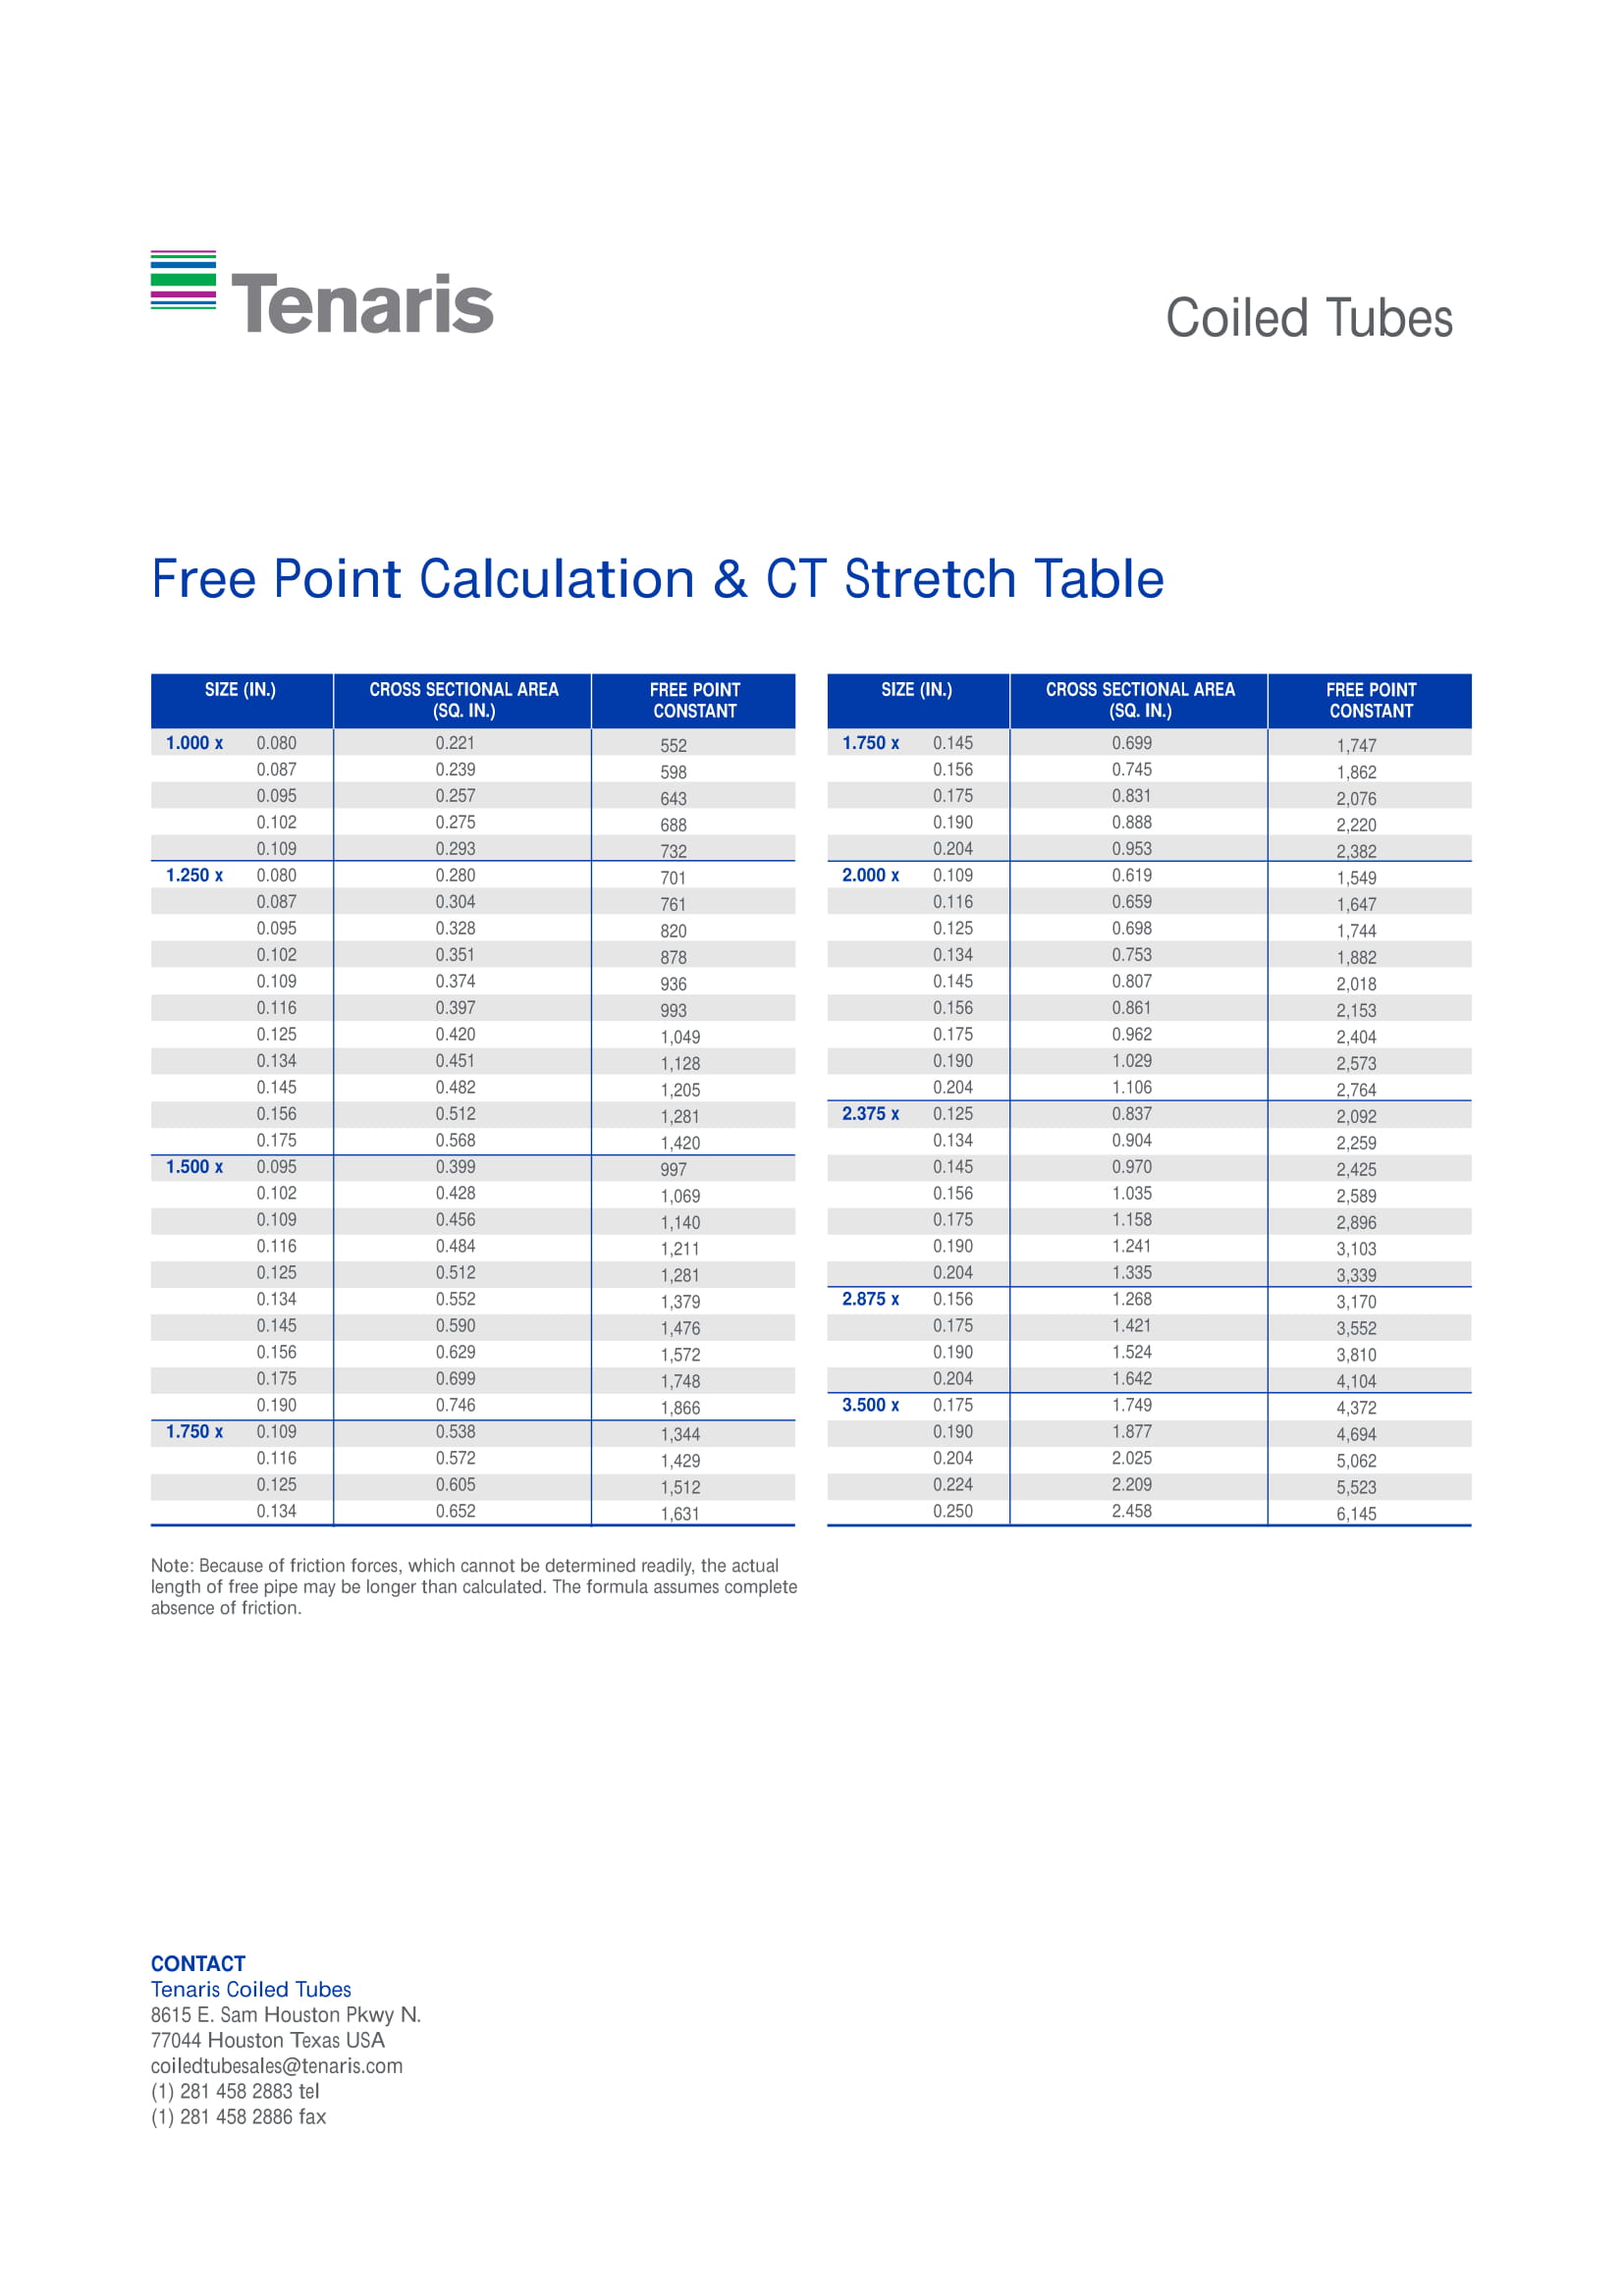 Tenaris
Coiled Tubes
Free Point Calculation & CT Stretch Table
SIZE (IN.) CROSS SECTIONAL AREA (SQ. IN.) FREE POINT CONSTANT
1.000 x 0.080 0.221 552
0.087 0.239 598
0.095 0.257 643
0.102 0.275 688
0.109 0.293 732
1.250 x 0.080 0.280 701
0.087 0.304 761
0.095 0.328 820
0.102 0.351 878
0.109 0.374 936
0.116 0.397 993
0.125 0.420 1,049
0.134 0.451 1,128
0.145 0.482 1,205
0.156 0.512 1,281
0.175 0.568 1,420
1.500 x 0.095 0.399 997
0.102 0.428 1,069
0.109 0.456 1,140
0.116 0.484 1,211
0.125 0.512 1,281
0.134 0.552 1,379
0.145 0.590 1,476
0.156 0.629 1,572
0.175 0.699 1,748
0.190 0.746 1,866
1.750 x 0.109 0.538 1,344
0.116 0.572 1,429
0.125 0.605 1,512
0.134 0.652 1,631
SIZE (IN.) CROSS SECTIONAL AREA (SQ. IN.) FREE POINT CONSTANT
1.750 x 0.145 0.699 1,747
0.156 0.745 1,862
0.175 0.831 2,076
0.190 0.888 2,220
0.204 0.953 2,382
2.000 x 0.109 0.619 1,549
0.116 0.659 1,647
0.125 0.698 1,744
0.134 0.753 1,882
0.145 0.807 2,018
0.156 0.861 2,153
0.175 0.962 2,404
0.190 1.029 2,573
0.204 1.106 2,764
2.375 x 0.125 0.837 2,092
0.134 0.904 2,259
0.145 0.970 2,425
0.156 1.035 2,589
0.175 1.158 2,896
0.190 1.241 3,103
0.204 1.335 3,339
2.875 x 0.156 1.268 3,170
0.175 1.421 3,552
0.190 1.524 3,810
0.204 1.642 4,104
3.500 x 0.175 1.749 4,372
0.190 1.877 4,694
0.204 2.025 5,062
0.224 2.209 5,523
0.250 2.458 6,145
Note: Because of friction forces, which cannot be determined readily, the actual
length of free pipe may be longer than calculated. The formula assumes complete
absence of friction.
CONTACT
Tenaris Coiled Tubes
8615 E. Sam Houston Pkwy N.
77044 Houston Texas USA
coiledtubesales@tenaris.com
(1) 281 458 2883 tel
(1) 281 458 2886 fax